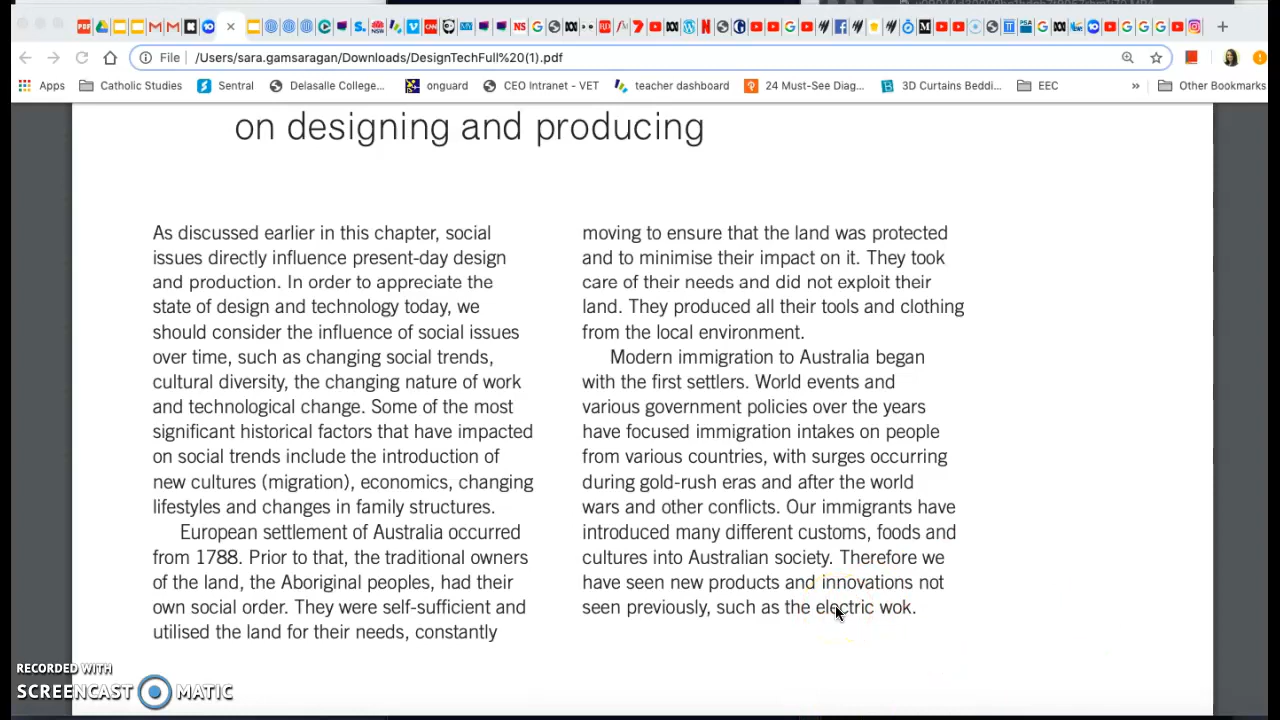 File
/Users/sara.gamsaragan/Downloads/DesignTechFull%20(1).pdf
Apps
Catholic Studies
Sentral
Delasalle College...
onguard
CEO Intranet - VET
teacher dashboard
24 Must-See Diag...
3D Curtains Beddi...
EEC
»
Other Bookmarks
on designing and producing
As discussed earlier in this chapter, social
issues directly influence present-day design
and production. In order to appreciate the
state of design and technology today, we
should consider the influence of social issues
over time, such as changing social trends,
cultural diversity, the changing nature of work
and technological change. Some of the most
significant historical factors that have impacted
on social trends include the introduction of
new cultures (migration), economics, changing
lifestyles and changes in family structures.
European settlement of Australia occurred
from 1788. Prior to that, the traditional owners
of the land, the Aboriginal peoples, had their
own social order. They were self-sufficient and
utilised the land for their needs, constantly
moving to ensure that the land was protected
and to minimise their impact on it. They took
care of their needs and did not exploit their
land. They produced all their tools and clothing
from the local environment.
Modern immigration to Australia began
with the first settlers. World events and
various government policies over the years
have focused immigration intakes on people
from various countries, with surges occurring
during gold-rush eras and after the world
wars and other conflicts. Our immigrants have
introduced many different customs, foods and
cultures into Australian society. Therefore we
have seen new products and innovations not
seen previously, such as the electric wok.
RECORDED WITH
SCREENCAST MATIC